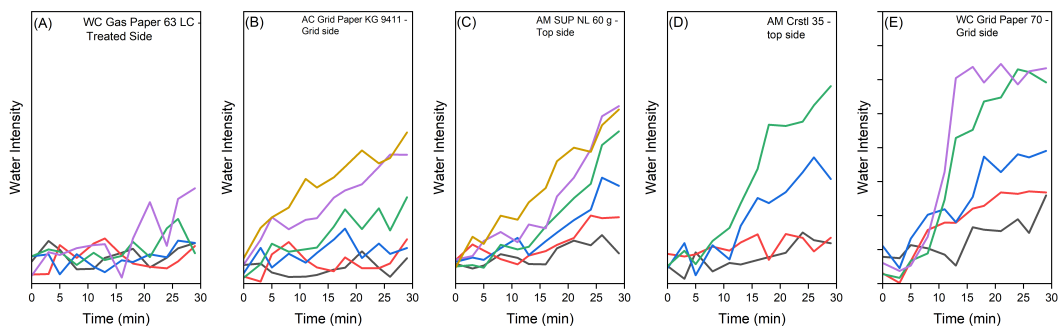 (A) WC Gas Paper 63 LC -
Treated Side
(B) AC Grid Paper KG 9411 -
Grid side
(C) AM SUP NL 60 g -
Top side
(D) AM Crstl 35 -
top side
(E) WC Grid Paper 70 -
Grid side
Water Intensity
Water Intensity
Water Intensity
Water Intensity
Water Intensity
0 5 10 15 20 25 30
0 5 10 15 20 25 30
0 5 10 15 20 25 30
0 5 10 15 20 25 30
0 5 10 15 20 25 30
Time (min)
Time (min)
Time (min)
Time (min)
Time (min)